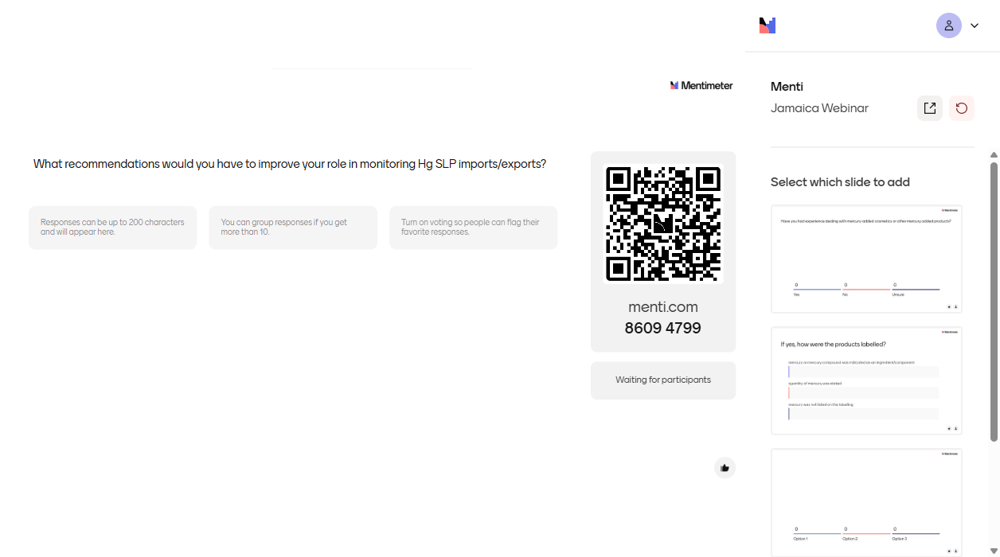 Mentimeter
What recommendations would you have to improve your role in monitoring Hg SLP imports/exports?
Responses can be up to 200 characters
and will appear here.
You can group responses if you get
more than 10.
Turn on voting so people can flag their
favorite responses.
menti.com
8609 4799
Waiting for participants
Menti
Jamaica Webinar
Select which slide to add
Mentimeter
Have you had experience dealing with mercury-added cosmetics or other mercury added products?
0
0
0
Yes
No
Unsure
Mentimeter
If yes, how were the products labelled?
mercury or mercury compound was indicated as an ingredient/component
quantity of mercury was stated
mercury was not listed on the labelling
Mentimeter
0
0
0
Option 1
Option 2
Option 3